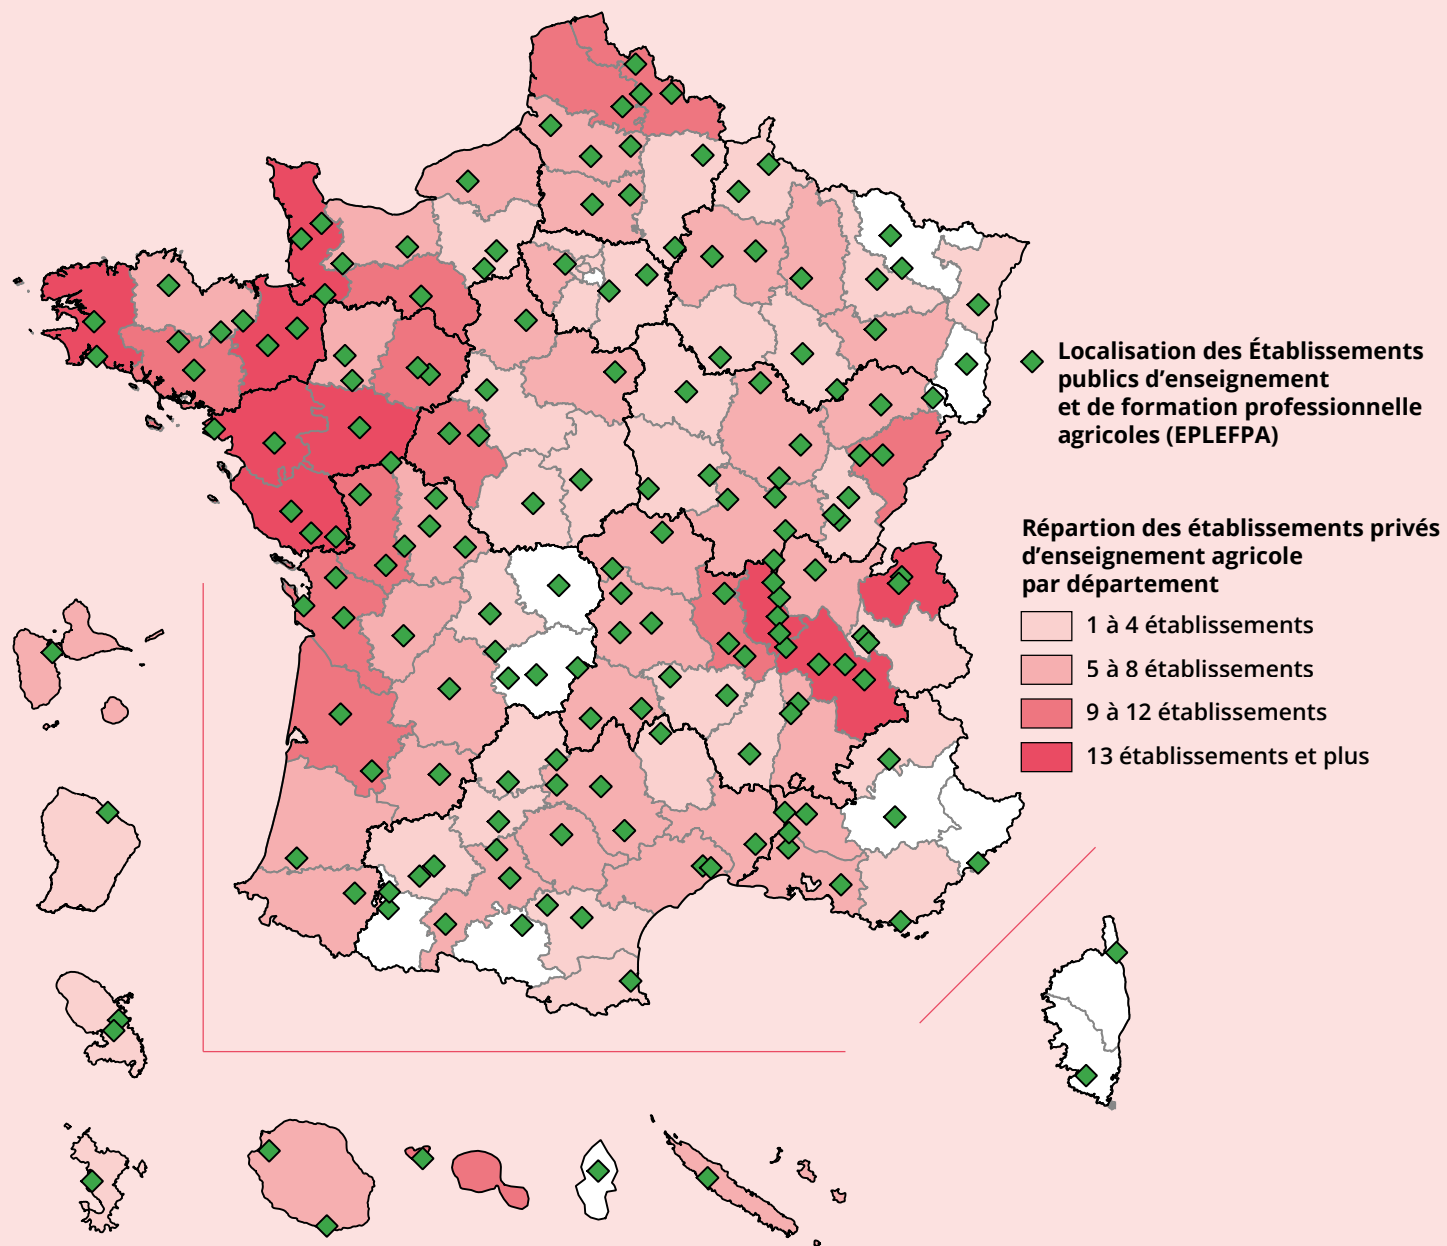 Localisation des Établissements
publics d’enseignement
et de formation professionnelle
agricoles (EPLEFPA)
Répartion des établissements privés
d’enseignement agricole
par département
1 à 4 établissements
5 à 8 établissements
9 à 12 établissements
13 établissements et plus